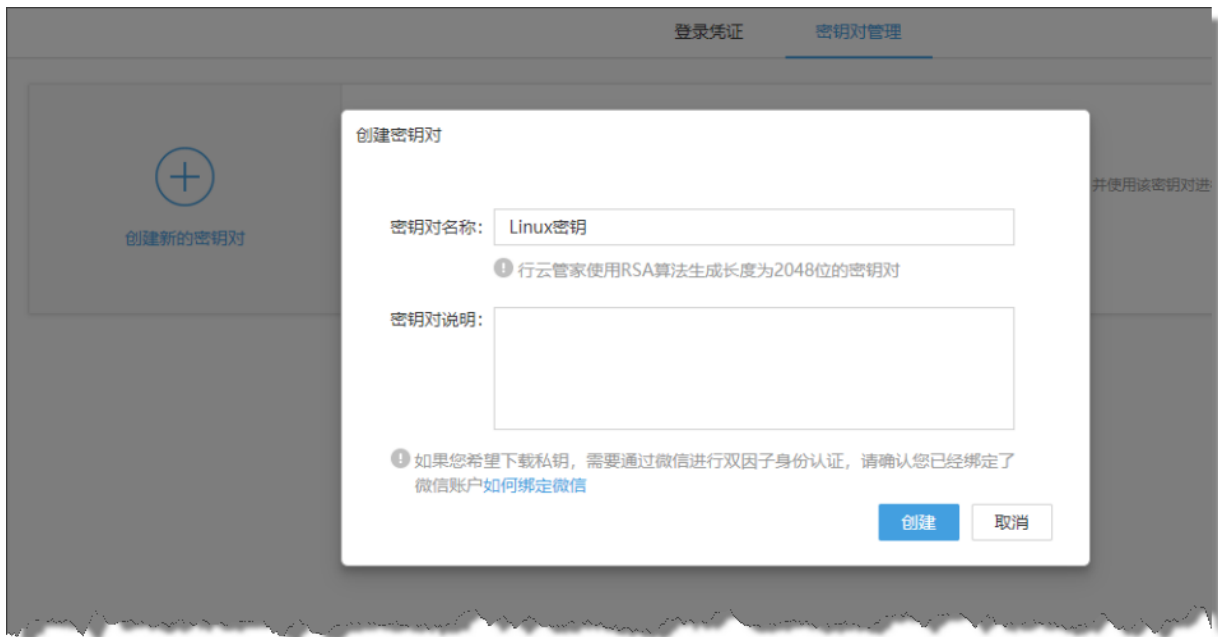 登录凭证
密钥对管理
创建新的密钥对
并使用该密钥对进
创建密钥对
密钥对名称：
Linux密钥
行云管家使用RSA算法生成长度为2048位的密钥对
密钥对说明：
如果您希望下载私钥，需要通过微信进行双因子身份认证，请确认您已经绑定了
微信账户如何绑定微信
创建
取消